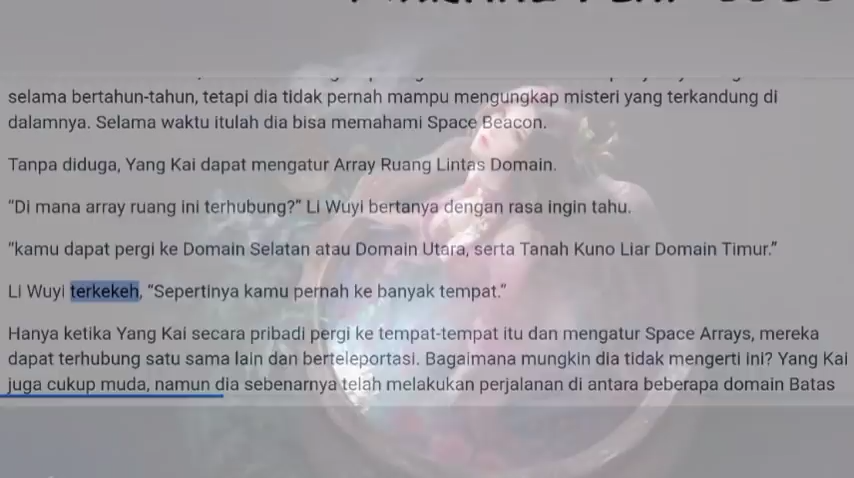 selama bertahun-tahun, tetapi dia tidak pernah mampu mengungkap misteri yang terkandung di
dalamnya. Selama waktu itulah dia bisa memahami Space Beacon.
Tanpa diduga, Yang Kai dapat mengatur Array Ruang Lintas Domain.
“Di mana array ruang ini terhubung?” Li Wuyi bertanya dengan rasa ingin tahu.
“kamu dapat pergi ke Domain Selatan atau Domain Utara, serta Tanah Kuno Liar Domain Timur.”
Li Wuyi terkekeh, “Sepertinya kamu pernah ke banyak tempat.”
Hanya ketika Yang Kai secara pribadi pergi ke tempat-tempat itu dan mengatur Space Arrays, mereka
dapat terhubung satu sama lain dan berteleportasi. Bagaimana mungkin dia tidak mengerti ini? Yang Kai
juga cukup muda, namun dia sebenarnya telah melakukan perjalanan di antara beberapa domain Batas